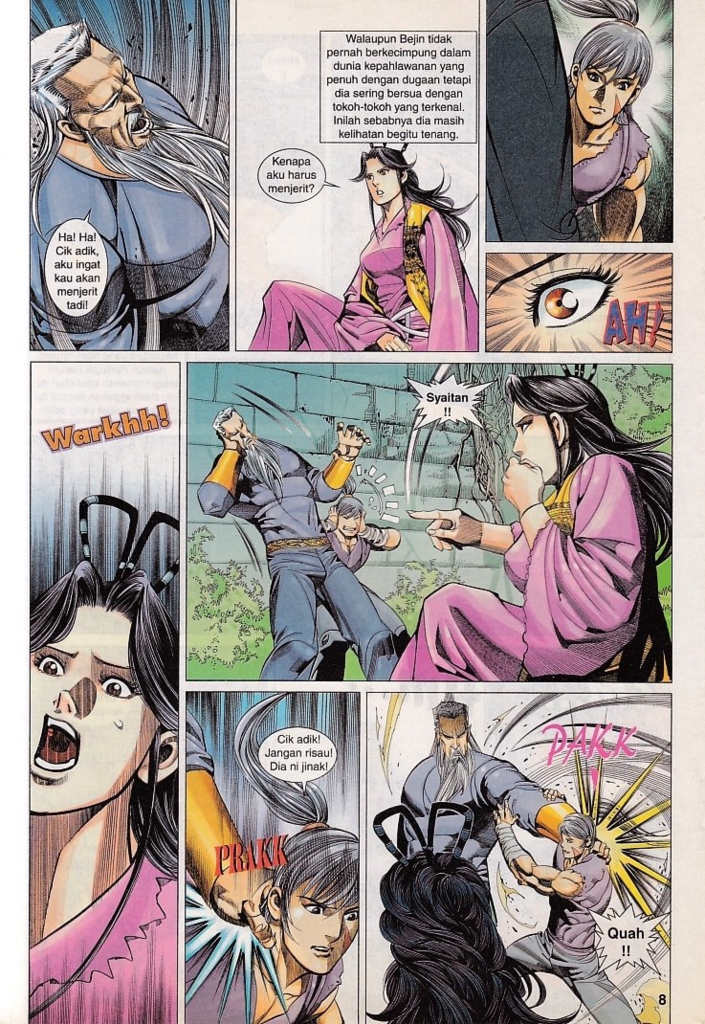 Ha! Ha!
Cik adik,
aku ingat
kau akan
menjerit
tadi!
Walaupun Bejin tidak
pernah berkecimpung dalam
dunia kepahlawanan yang
penuh dengan dugaan tetapi
dia sering bersua dengan
tokoh-tokoh yang terkenal.
Inilah sebabnya dia masih
kelihatan begitu tenang.
Kenapa
aku harus
menjerit?
AH!
Warkhh!
Syaitan
!!
Cik adik!
Jangan risau!
Dia ni jinak!
PRAKK
PAKK
Quah
!!
8